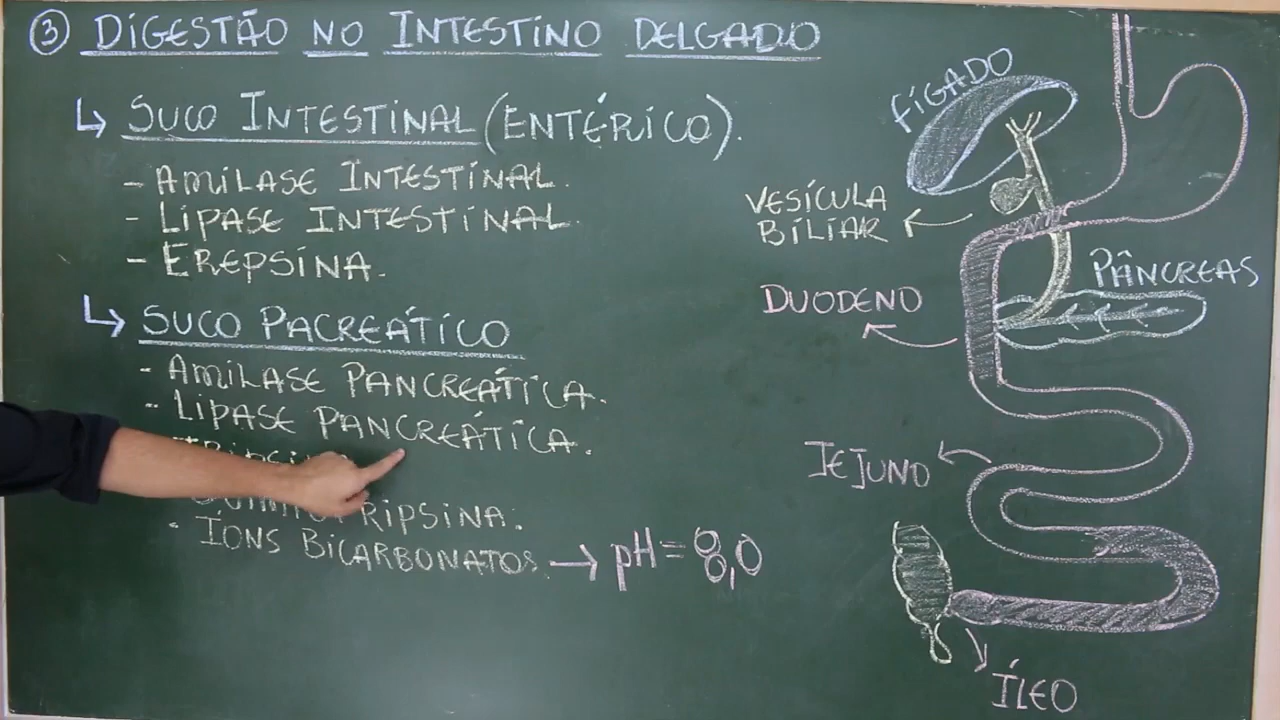 ③ DIGESTÃO NO INTESTINO DELGADO
↳ SUCO INTESTINAL (ENTÉRICO).
- AMILASE INTESTINAL.
- LIPASE INTESTINAL.
- EREPSINA.
↳ SUCO PACREÁTICO
- AMILASE PANCREÁTICA.
- LIPASE PANCREÁTICA.
- ÍONS BICARBONATOS → pH = 8,0
FÍGADO
VESÍCULA
BILIAR
PÂNCREAS
DUODENO
JEJUNO
ÍLEO